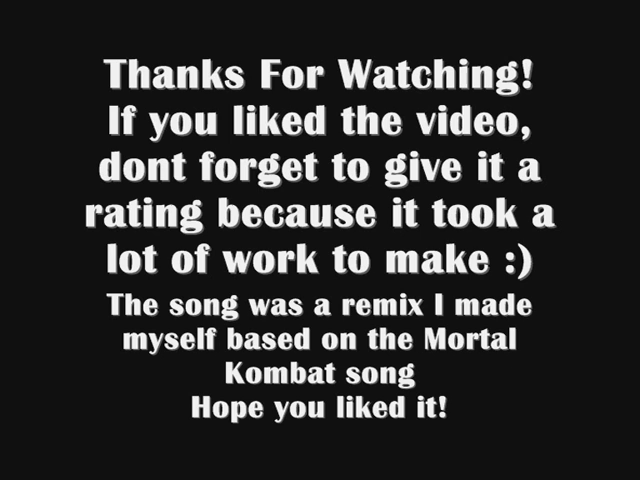 Thanks For Watching!
If you liked the video,
dont forget to give it a
rating because it took a
lot of work to make :)
The song was a remix I made
myself based on the Mortal
Kombat song
Hope you liked it!